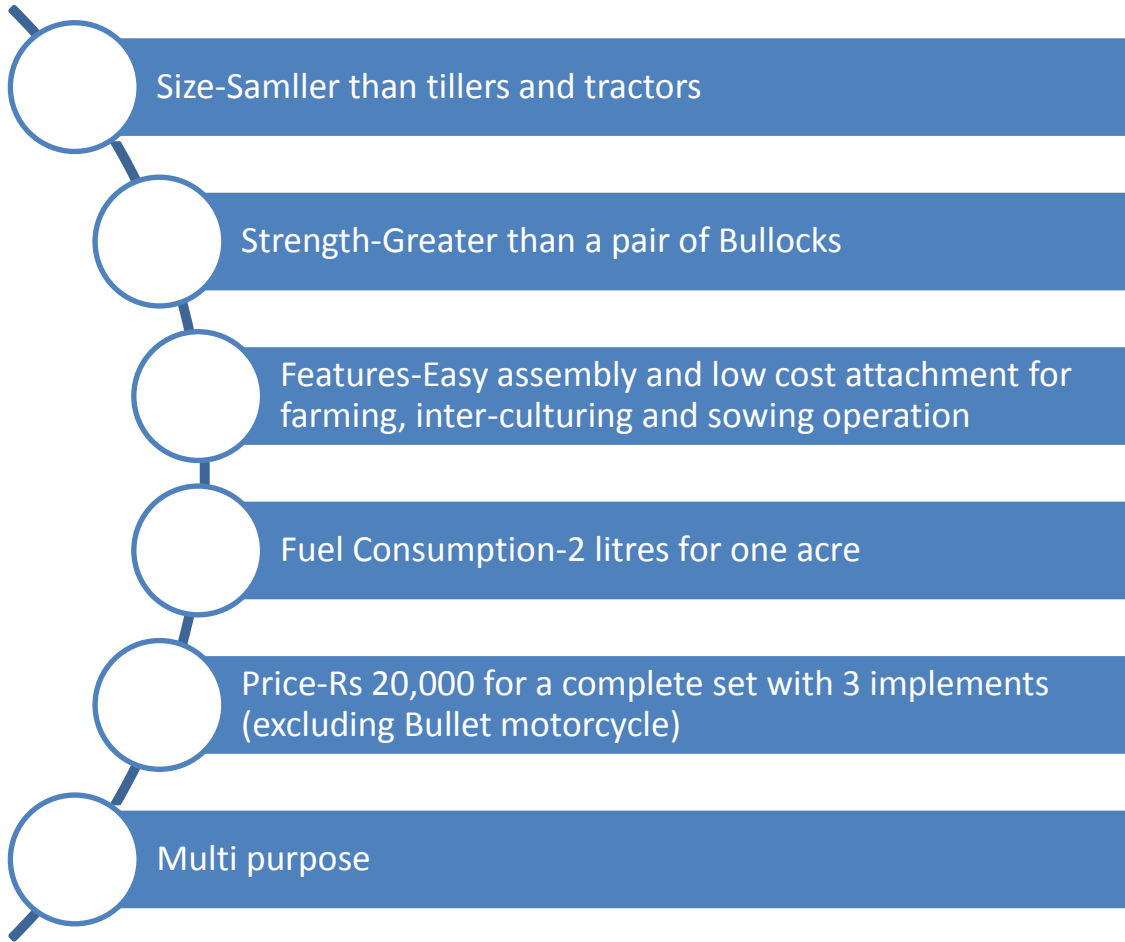 Size-Samller than tillers and tractors
Strength-Greater than a pair of Bullocks
Features-Easy assembly and low cost attachment for
farming, inter-culturing and sowing operation
Fuel Consumption-2 litres for one acre
Price-Rs 20,000 for a complete set with 3 implements
(excluding Bullet motorcycle)
Multi purpose